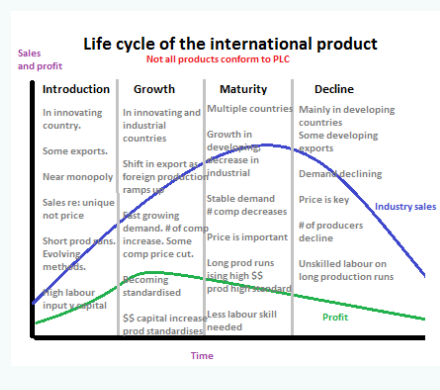 Life cycle of the international product
Not all products conform to PLC
Sales
and profit
Introduction
In innovating
country.
Some exports.
Near monopoly
Sales re: unique
not price
Short prod runs.
Evolving
methods.
High labour
input v capital
Growth
In innovating and
industrial
countries
Shift in export as
foreign production
ramps up
Fast growing
demand. # of comp
increase. Some
comp price cut.
Becoming
standardised
$$ capital increase
prod standardises
Maturity
Multiple countries
Growth in
developing,
decrease in
industrial
Stable demand
# comp decreases
Price is important
Long prod runs
ising high $$
prod high standard
Less labour skill
needed
Decline
Mainly in developing
countries
Some developing
exports
Demand declining
Price is key
# of producers
decline
Unskilled labour on
long production runs
Industry sales
Profit
Time